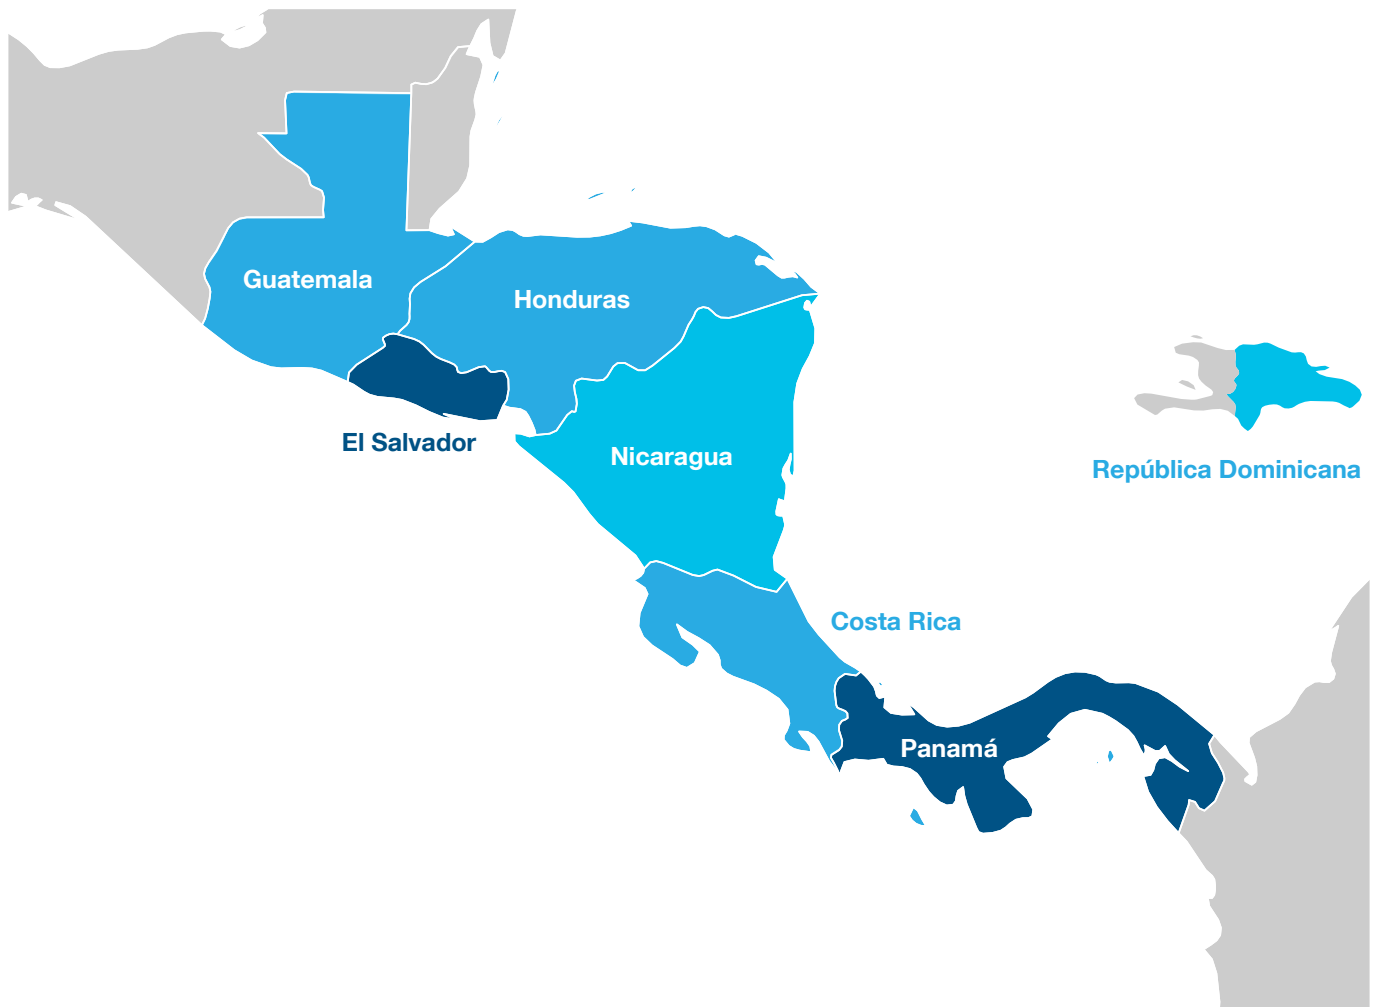 Guatemala
Honduras
El Salvador
Nicaragua
República Dominicana
Costa Rica
Panamá